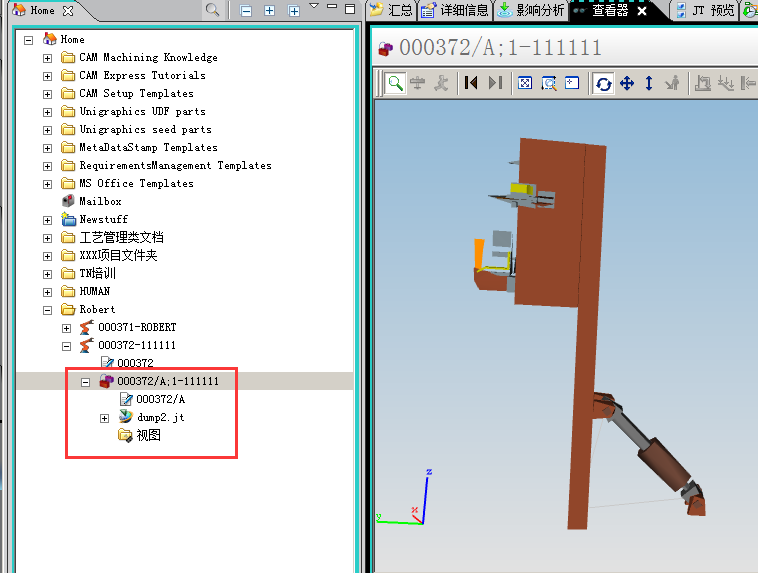 Home
汇总
详细信息
影响分析
查看器
JT 预览
Home
CAM Machining Knowledge
CAM Express Tutorials
CAM Setup Templates
Unigraphics UDF parts
Unigraphics seed parts
MetaDataStamp Templates
RequirementsManagement Templates
MS Office Templates
Mailbox
Newstuff
工艺管理类文档
XXX项目文件夹
TN培训
HUMAN
Robert
000371-ROBERT
000372-111111
000372
000372/A;1-111111
000372/A
dump2.jt
视图
000372/A;1-111111
z
y
x